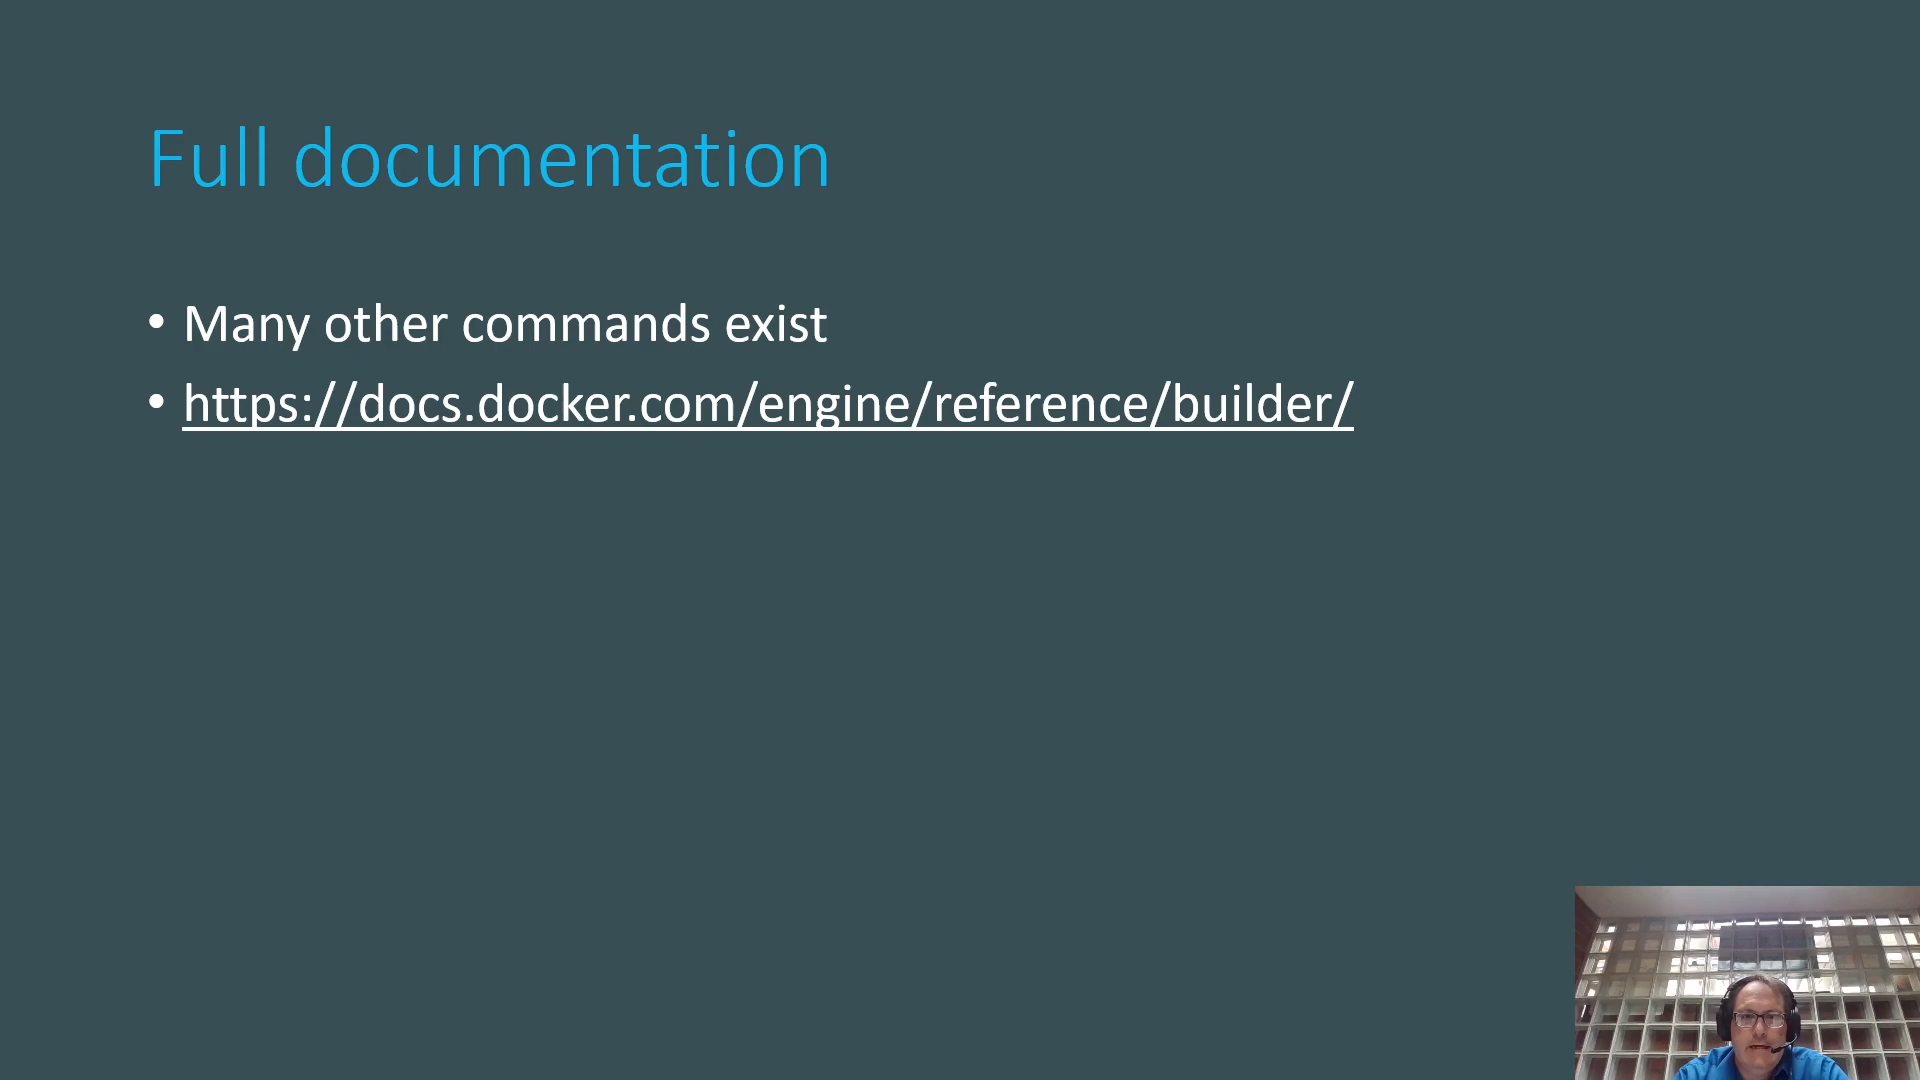 Full documentation
• Many other commands exist
• https://docs.docker.com/engine/reference/builder/